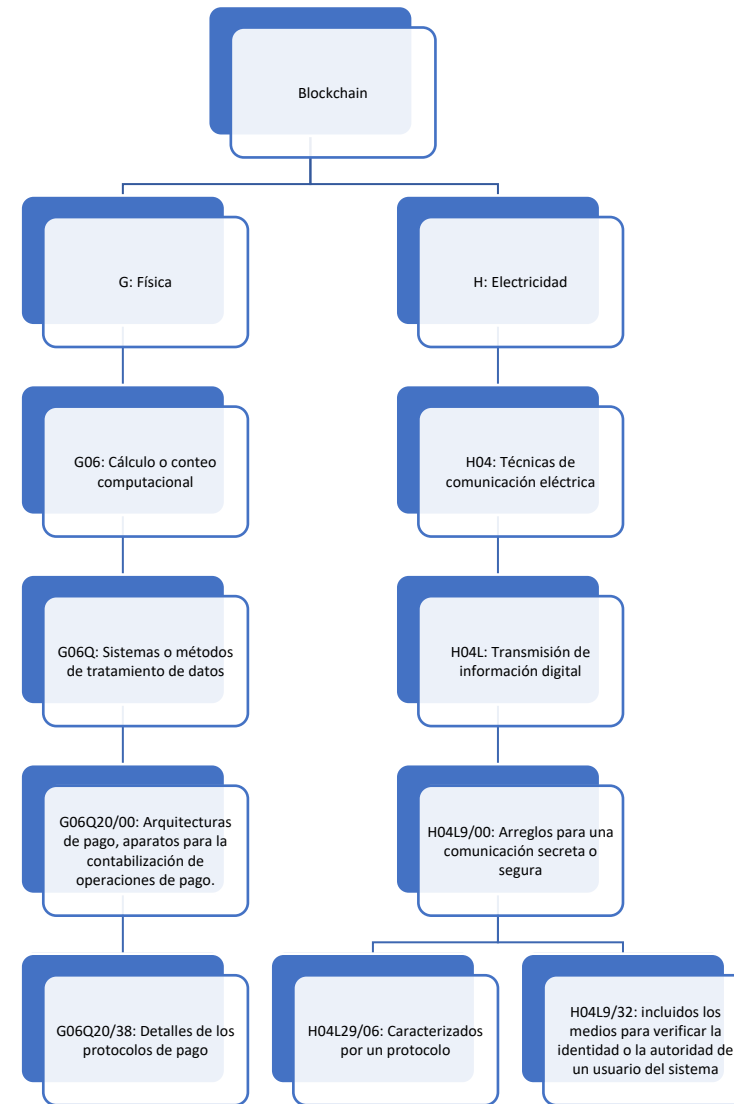 Blockchain
G: Física
H: Electricidad
G06: Cálculo o conteo
computacional
H04: Técnicas de
comunicación eléctrica
G06Q: Sistemas o métodos
de tratamiento de datos
H04L: Transmisión de
información digital
G06Q20/00: Arquitecturas
de pago, aparatos para la
contabilización de
operaciones de pago.
H04L9/00: Arreglos para una
comunicación secreta o
segura
G06Q20/38: Detalles de los
protocolos de pago
H04L29/06: Caracterizados
por un protocolo
H04L9/32: incluidos los
medios para verificar la
identidad o la autoridad de
un usuario del sistema